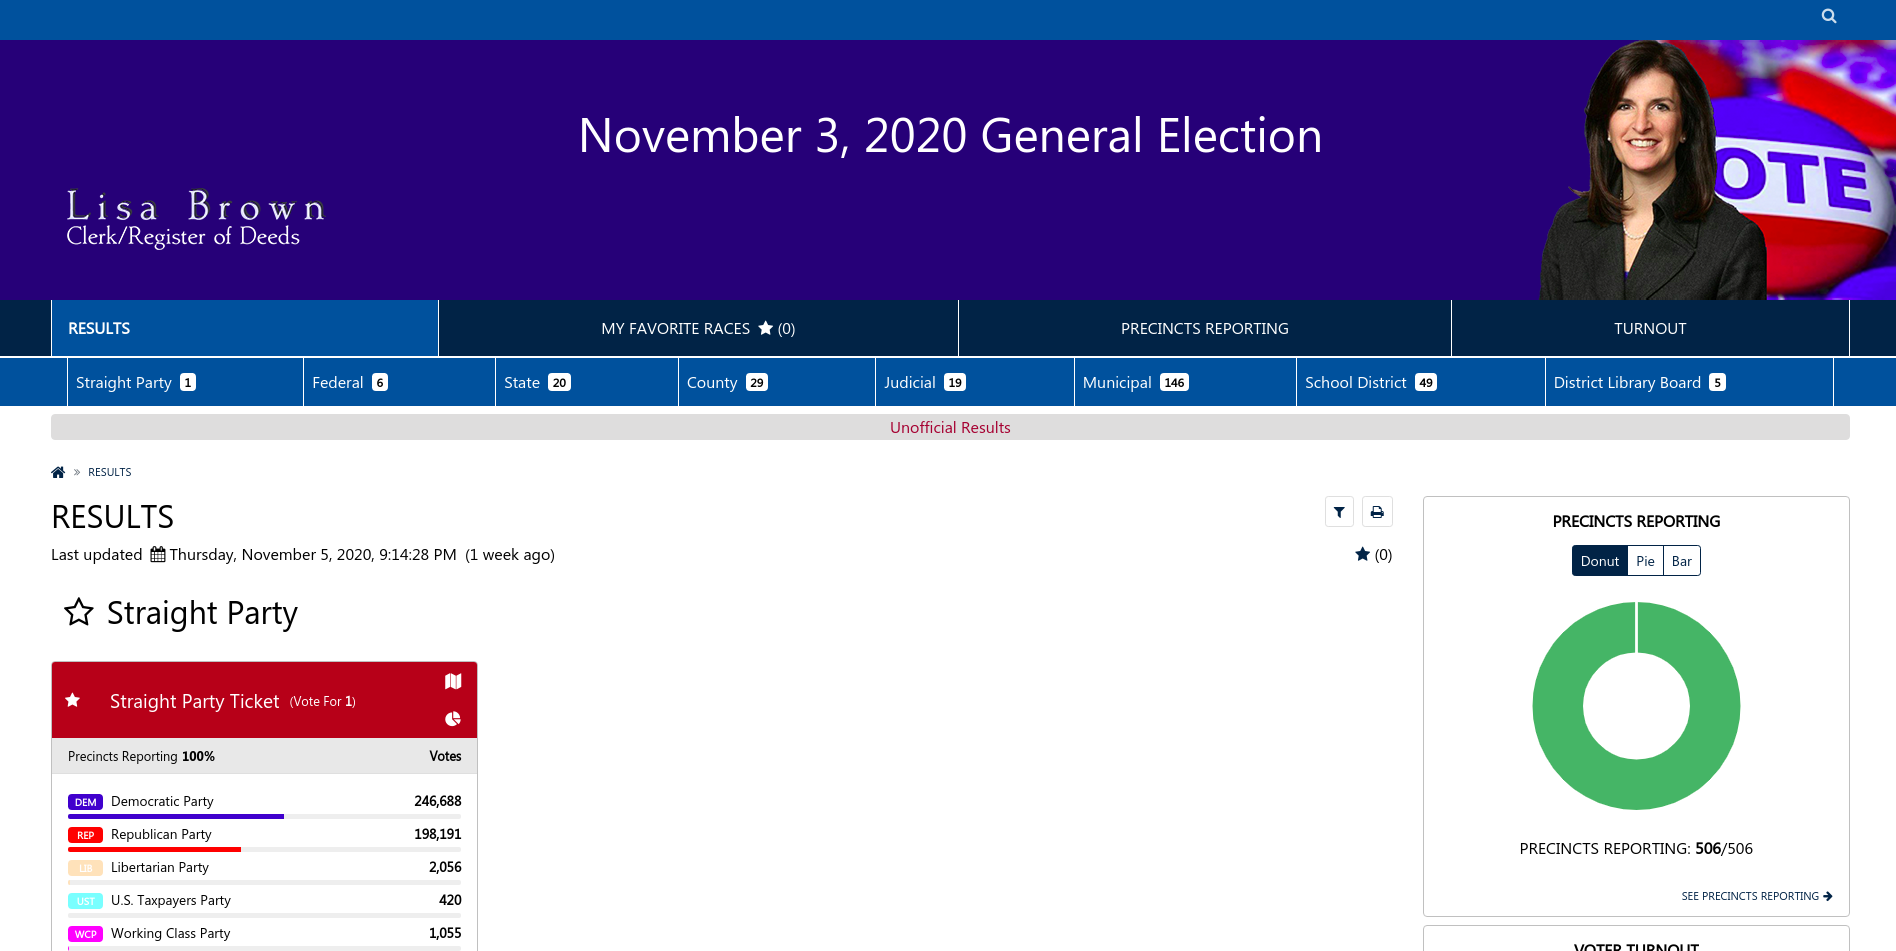 November 3, 2020 General Election
OTE
Lisa Brown
Clerk/Register of Deeds
RESULTS
MY FAVORITE RACES (0)
PRECINCTS REPORTING
TURNOUT
Straight Party 1
Federal 6
State 20
County 29
Judicial 19
Municipal 146
School District 49
District Library Board 5
Unofficial Results
» RESULTS
RESULTS
Last updated Thursday, November 5, 2020, 9:14:28 PM (1 week ago)
(0)
Straight Party
Straight Party Ticket (Vote For 1)
Precincts Reporting 100% Votes
DEM Democratic Party 246,688
REP Republican Party 198,191
LIB Libertarian Party 2,056
UST U.S. Taxpayers Party 420
WCP Working Class Party 1,055
PRECINCTS REPORTING
Donut Pie Bar
PRECINCTS REPORTING: 506/506
SEE PRECINCTS REPORTING
VOTER TURNOUT